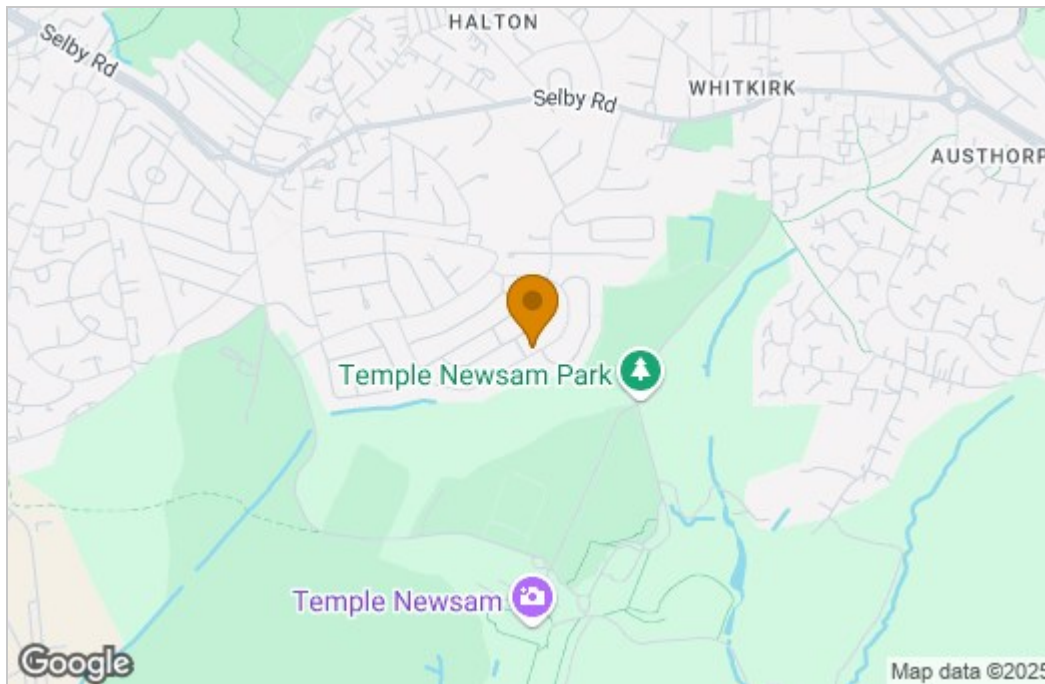 HALTON
Selby Rd
Selby Rd
WHITKIRK
AUSTHORP
Temple Newsam Park
Temple Newsam
Google
Map data ©2025